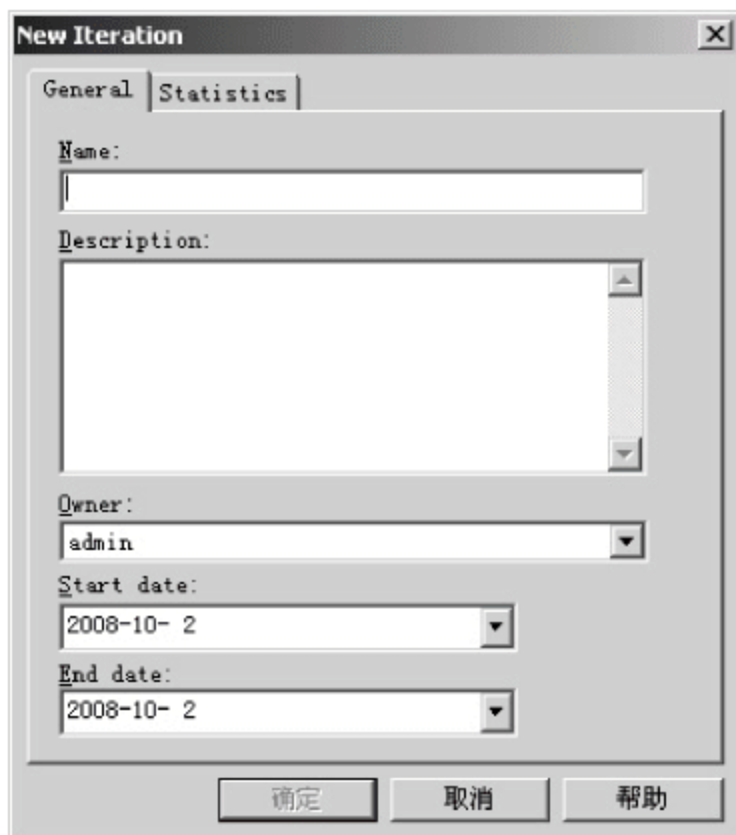 New Iteration
General Statistics
Name:
Description:
Owner:
admin
Start date:
2008-10- 2
End date:
2008-10- 2
确定 取消 帮助